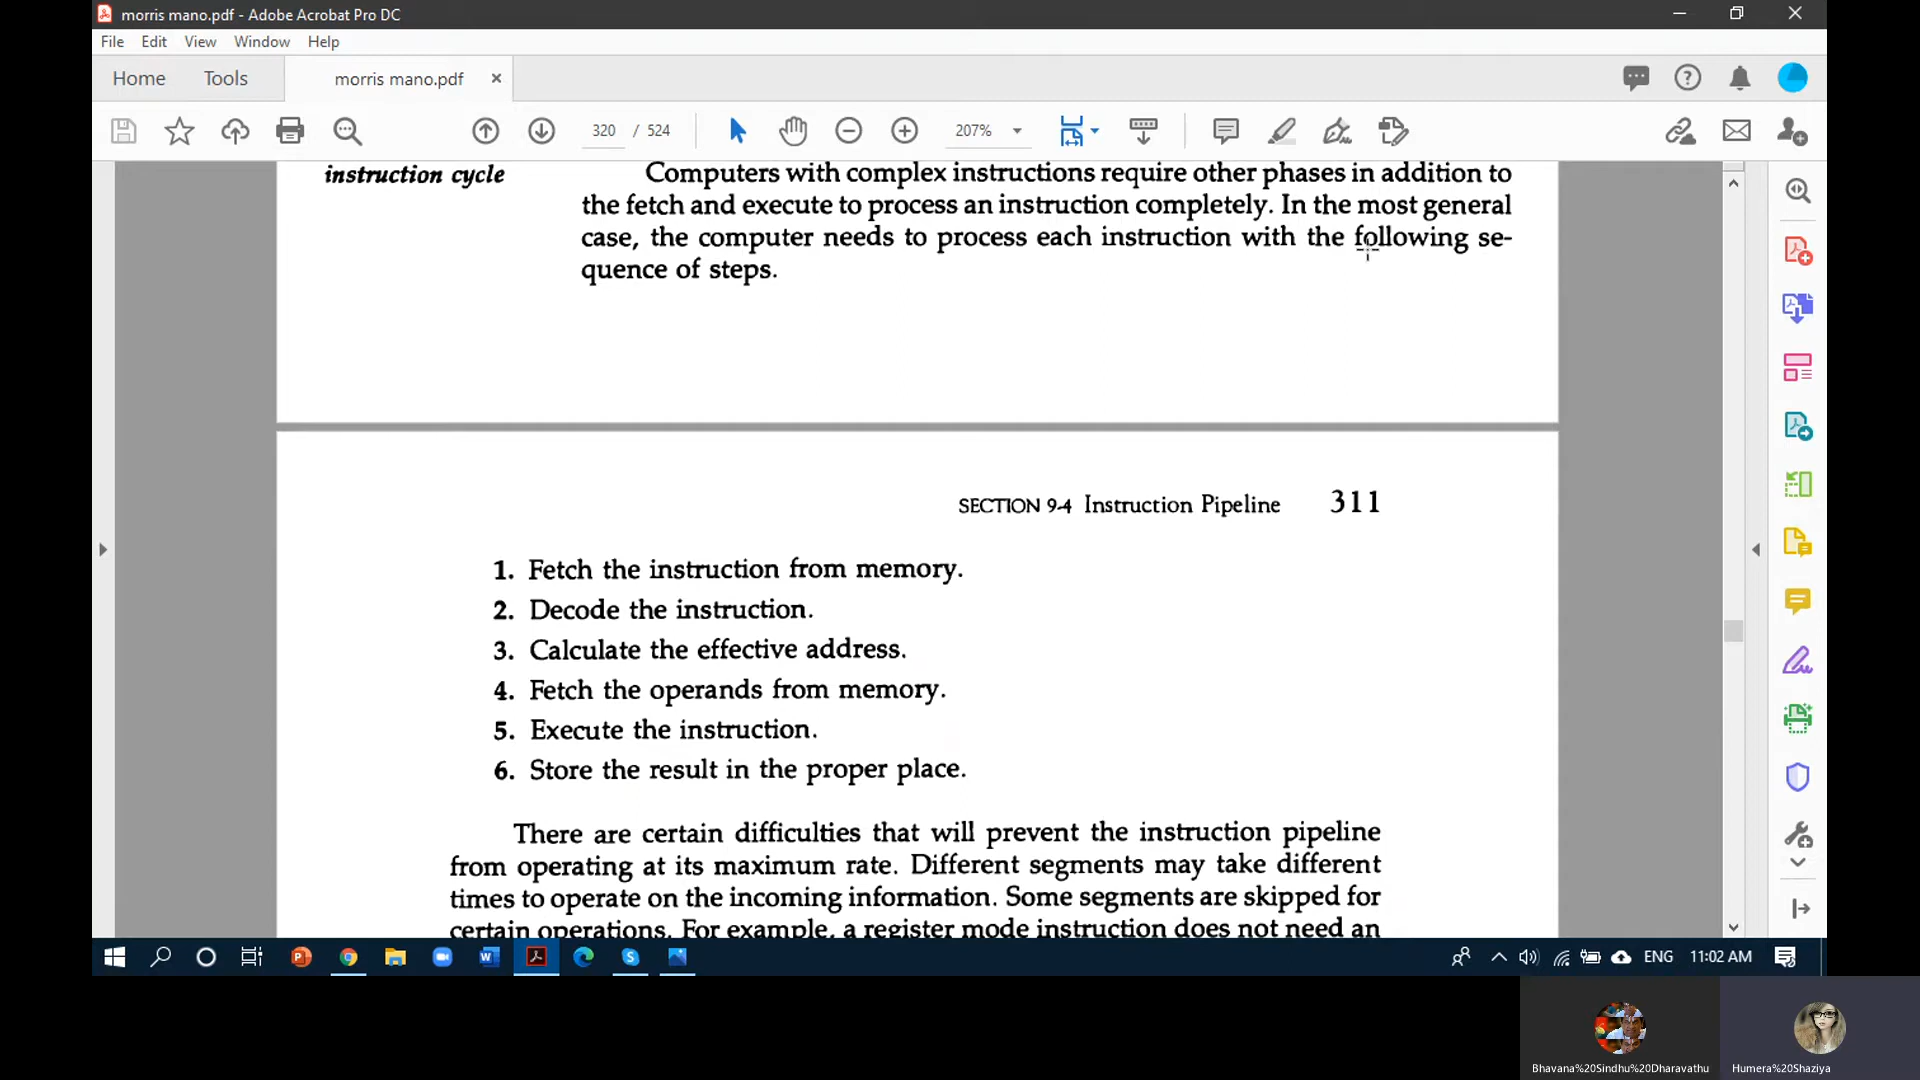 morris mano.pdf - Adobe Acrobat Pro DC
File Edit View Window Help
Home Tools morris mano.pdf
320 / 524 207%
instruction cycle
Computers with complex instructions require other phases in addition to
the fetch and execute to process an instruction completely. In the most general
case, the computer needs to process each instruction with the following se-
quence of steps.
SECTION 9-4 Instruction Pipeline 311
1. Fetch the instruction from memory.
2. Decode the instruction.
3. Calculate the effective address.
4. Fetch the operands from memory.
5. Execute the instruction.
6. Store the result in the proper place.
There are certain difficulties that will prevent the instruction pipeline
from operating at its maximum rate. Different segments may take different
times to operate on the incoming information. Some segments are skipped for
certain operations. For example, a register mode instruction does not need an
ENG 11:02 AM
Bhavana%20Sindhu%20Dharavathu Humera%20Shaziya